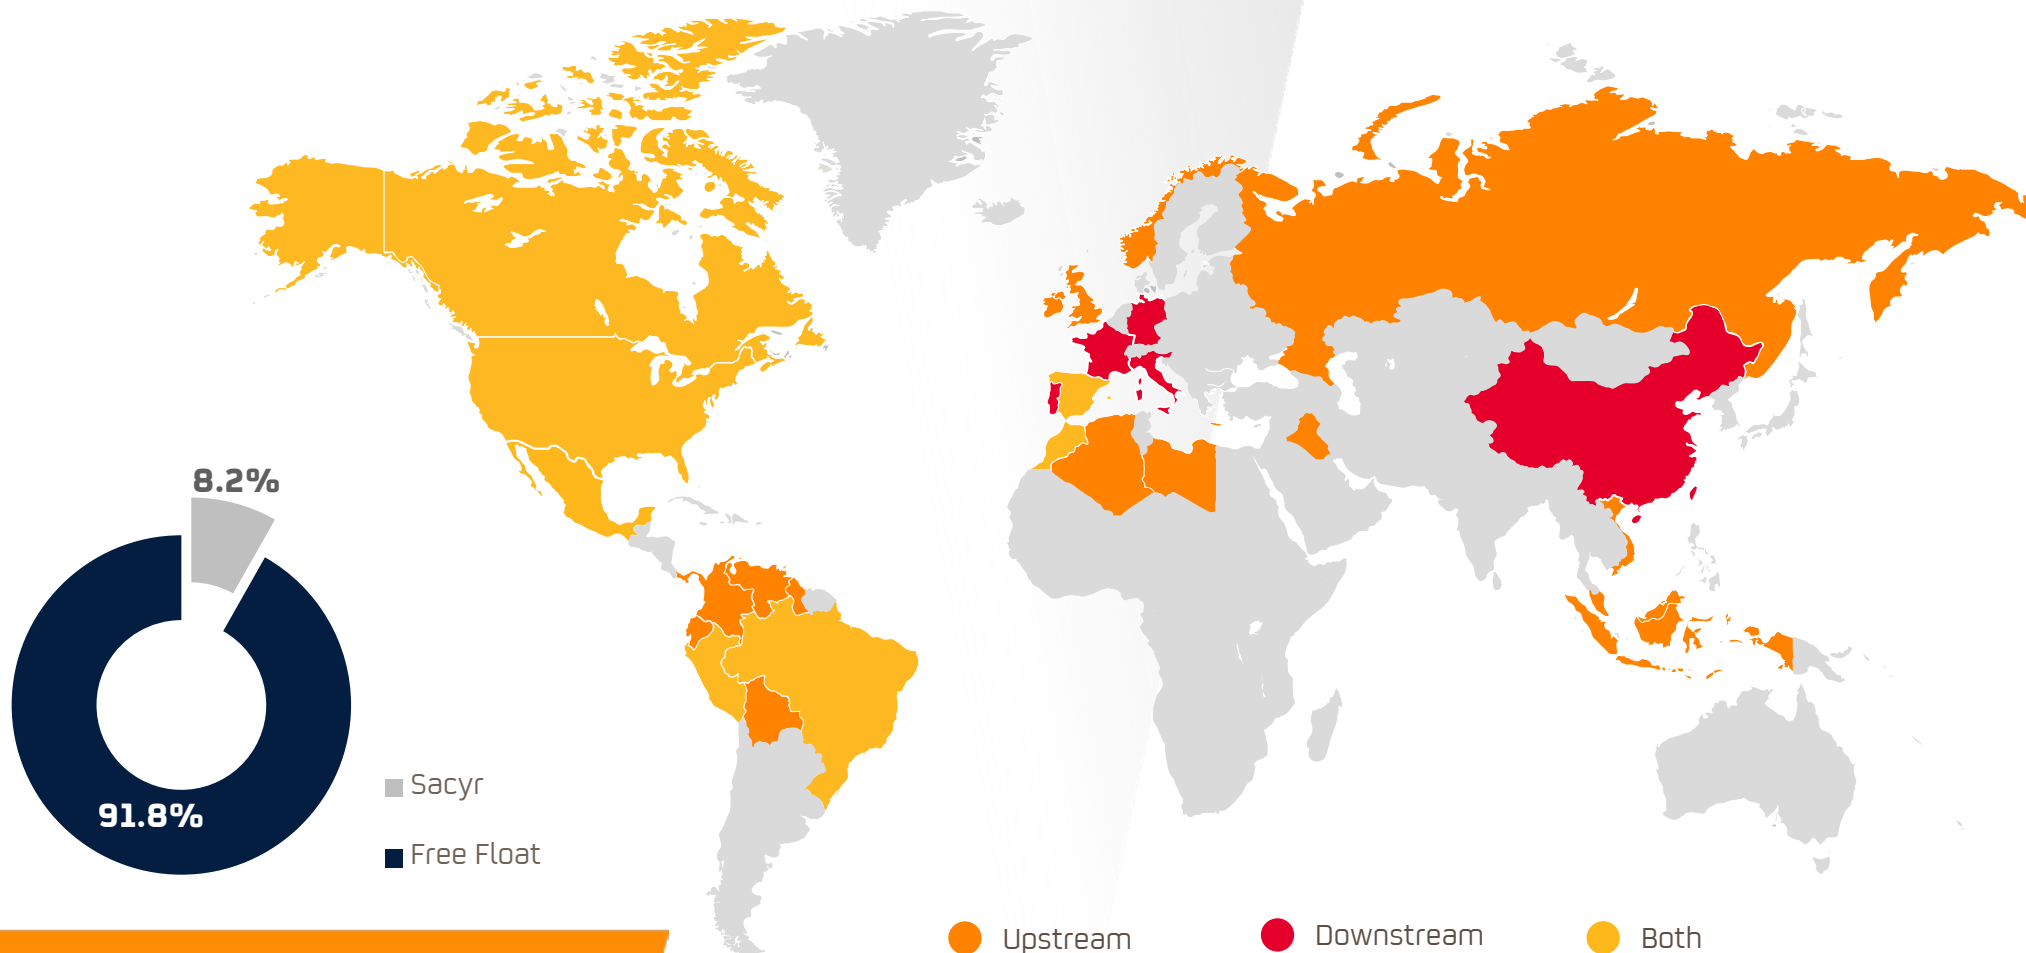 8.2%
91.8%
Sacyr
Free Float
Upstream
Downstream
Both